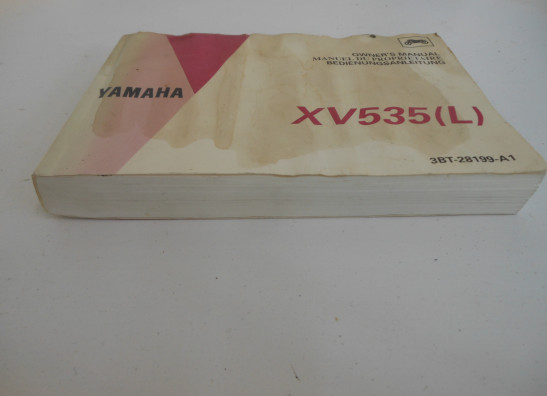 OWNER'S MANUAL
MANUEL DU PROPRIETAIRE
BEDIENUNGSANLEITUNG
YAMAHA
XV535(L)
3BT-28199-A1